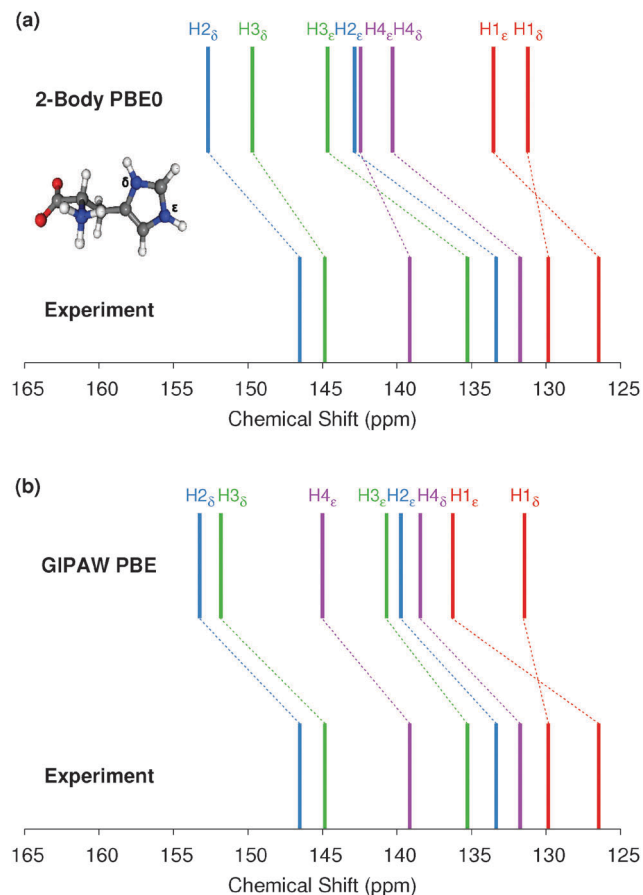 (a)
H2δ H3δ H3ε H2ε H4ε H4δ H1ε H1δ
2-Body PBE0
δ
ε
Experiment
165 160 155 150 145 140 135 130 125
Chemical Shift (ppm)
(b)
H2δ H3δ H4ε H3ε H2ε H4δ H1ε H1δ
GIPAW PBE
Experiment
165 160 155 150 145 140 135 130 125
Chemical Shift (ppm)